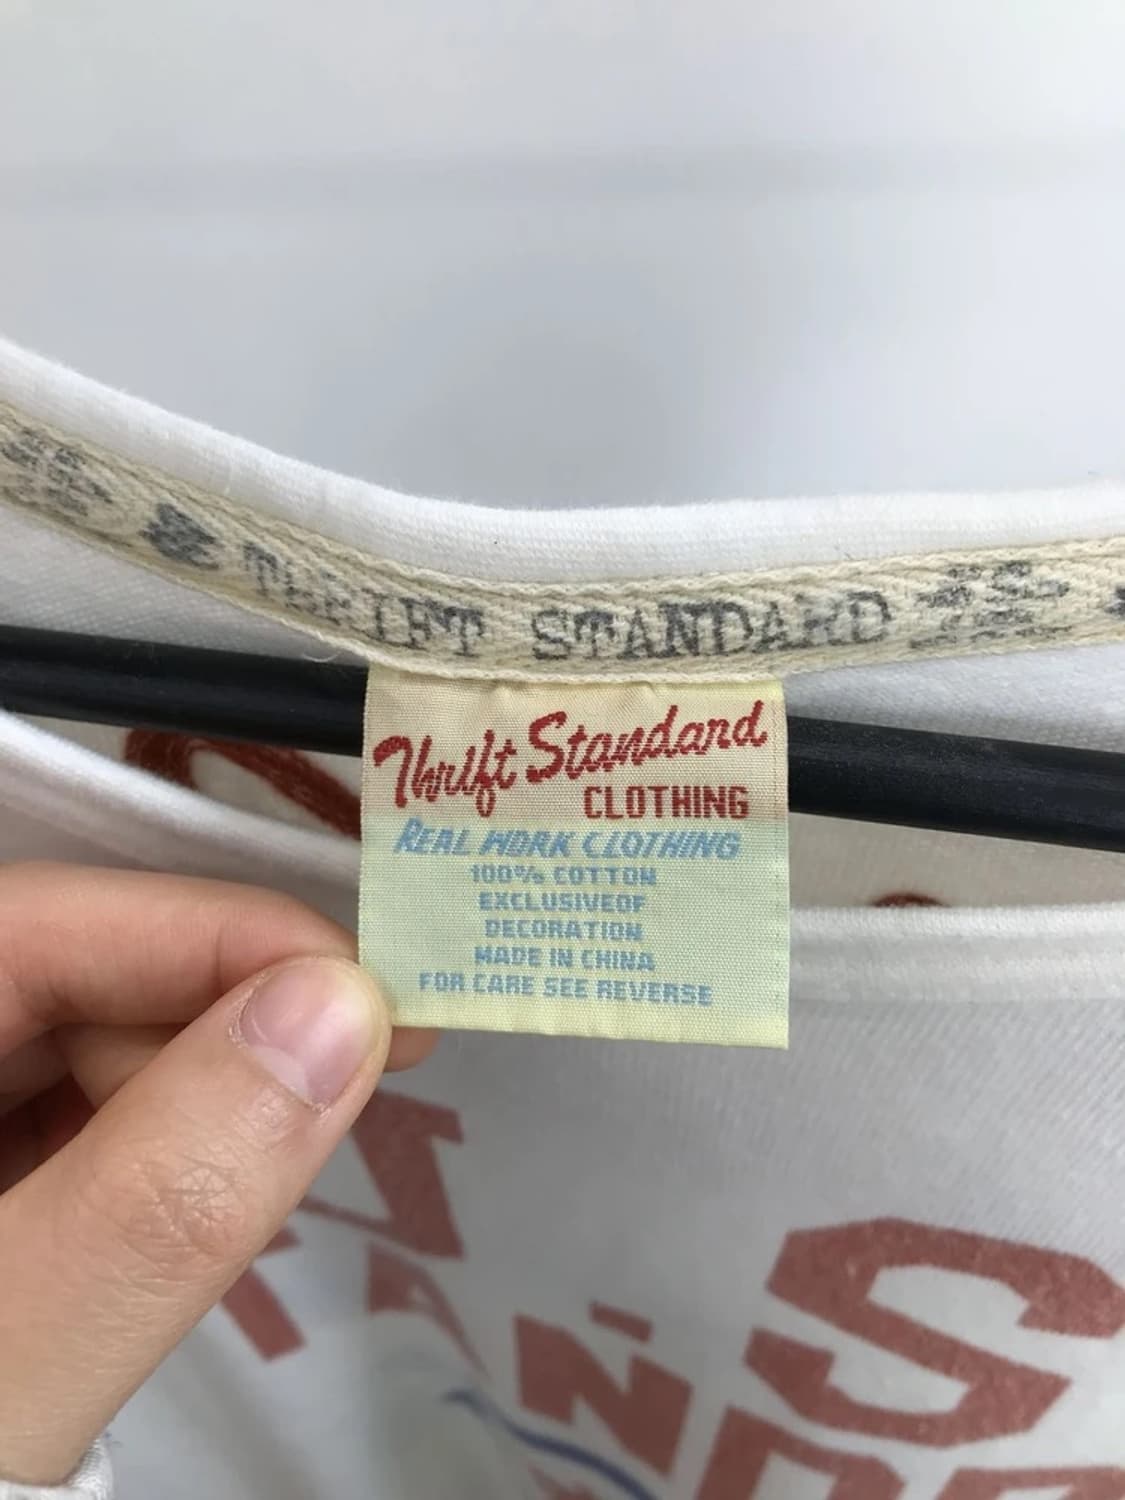 THRIFT STANDARD
Thrift Standard
CLOTHING
REAL WORK CLOTHING
100% COTTON
EXCLUSIVEOF
DECORATION
MADE IN CHINA
FOR CARE SEE REVERSE
S